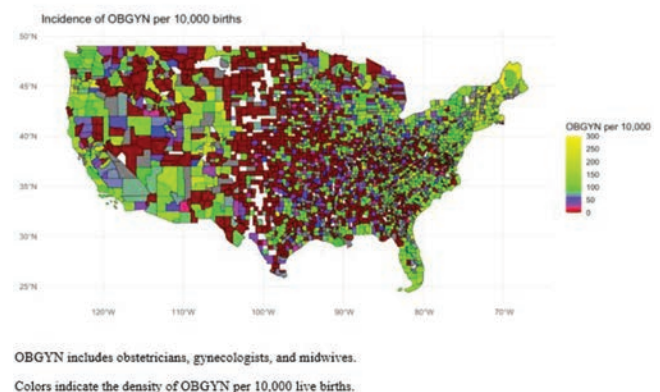 Incidence of OBGYN per 10,000 births
50°N
45°N
40°N
35°N
30°N
25°N
120°W
110°W
100°W
90°W
80°W
70°W
OBGYN per 10,000
300
250
200
150
100
50
0
OBGYN includes obstetricians, gynecologists, and midwives.
Colors indicate the density of OBGYN per 10,000 live births.